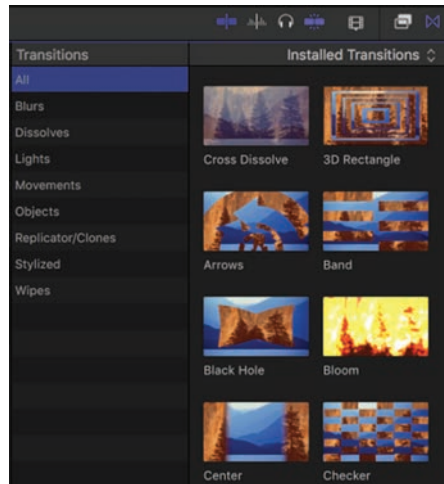 Transitions
Installed Transitions
All
Blurs
Dissolves
Lights
Movements
Objects
Replicator/Clones
Stylized
Wipes
Cross Dissolve
3D Rectangle
Arrows
Band
Black Hole
Bloom
Center
Checker